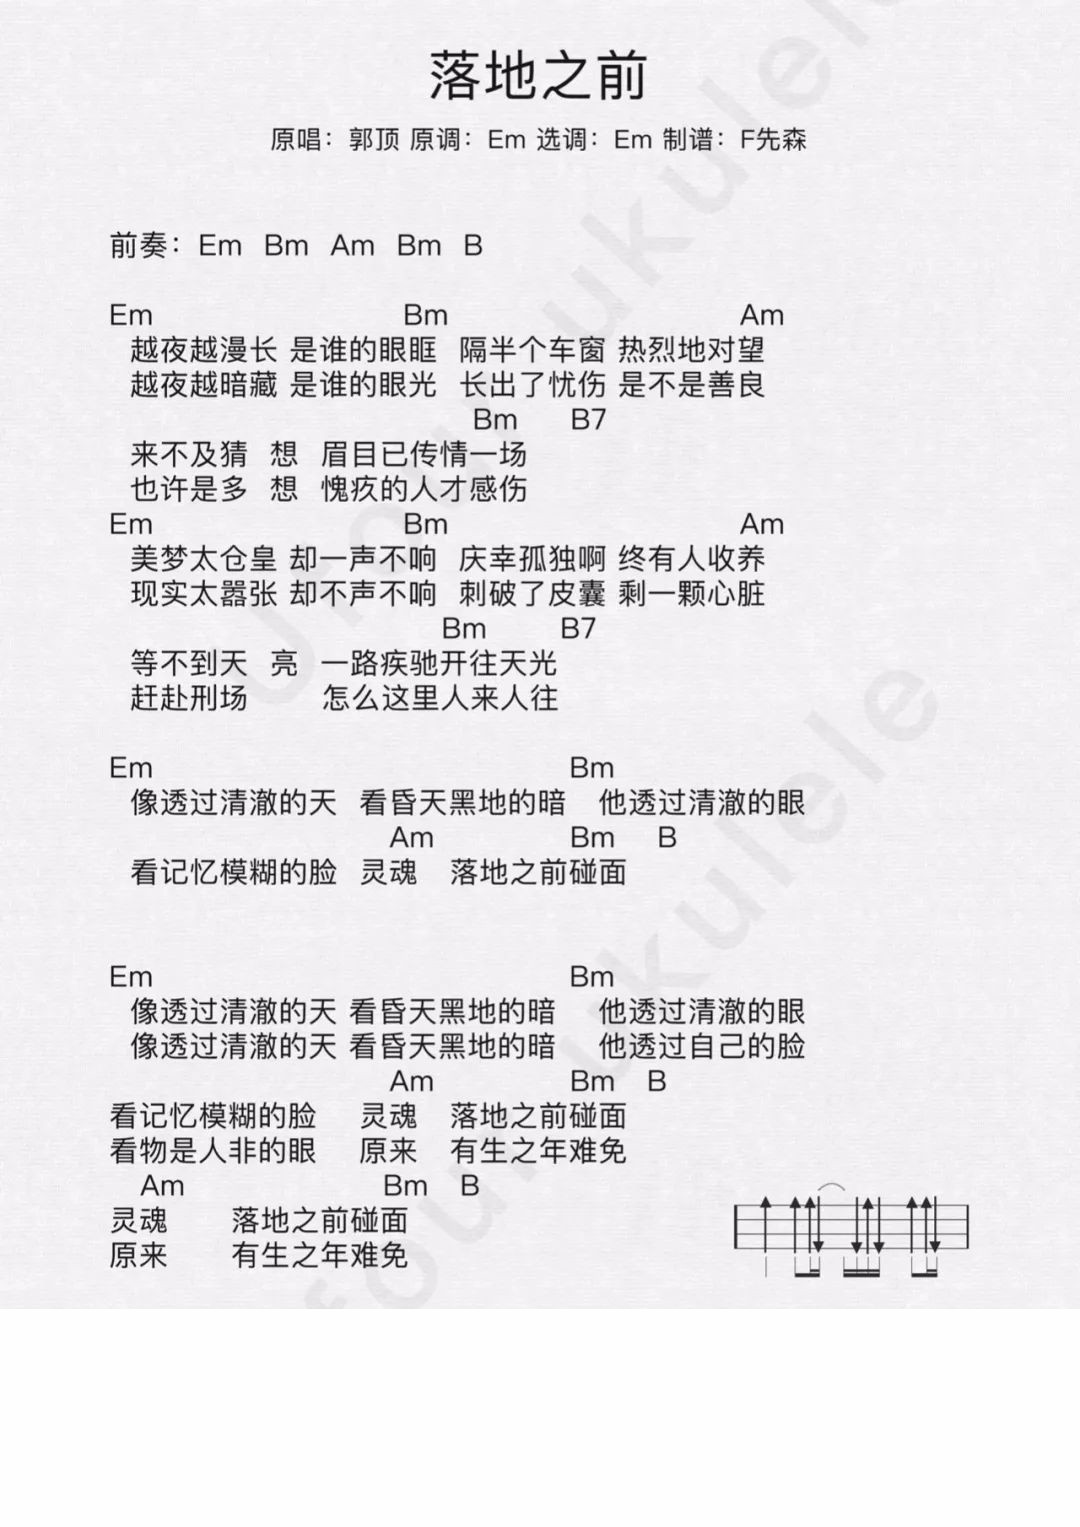 落地之前
原唱：郭顶 原调：Em 选调：Em 制谱：F先森
前奏：Em Bm Am Bm B
Em Bm Am
越夜越漫长 是谁的眼眶 隔半个车窗 热烈地对望
越夜越暗藏 是谁的眼光 长出了忧伤 是不是善良
Bm B7
来不及猜 想 眉目已传情一场
也许是多 想 愧疚的人才感伤
Em Bm Am
美梦太仓皇 却一声不响 庆幸孤独啊 终有人收养
现实太嚣张 却不声不响 刺破了皮囊 剩一颗心脏
Bm B7
等不到天 亮 一路疾驰开往天光
赶赴刑场 怎么这里人来人往
Em Bm
像透过清澈的天 看昏天黑地的暗 他透过清澈的眼
Am Bm B
看记忆模糊的脸 灵魂 落地之前碰面
Em Bm
像透过清澈的天 看昏天黑地的暗 他透过清澈的眼
像透过清澈的天 看昏天黑地的暗 他透过自己的脸
Am Bm B
看记忆模糊的脸 灵魂 落地之前碰面
看物是人非的眼 原来 有生之年难免
Am Bm B
灵魂 落地之前碰面
原来 有生之年难免
Ufour ukulele
ufour ukulele